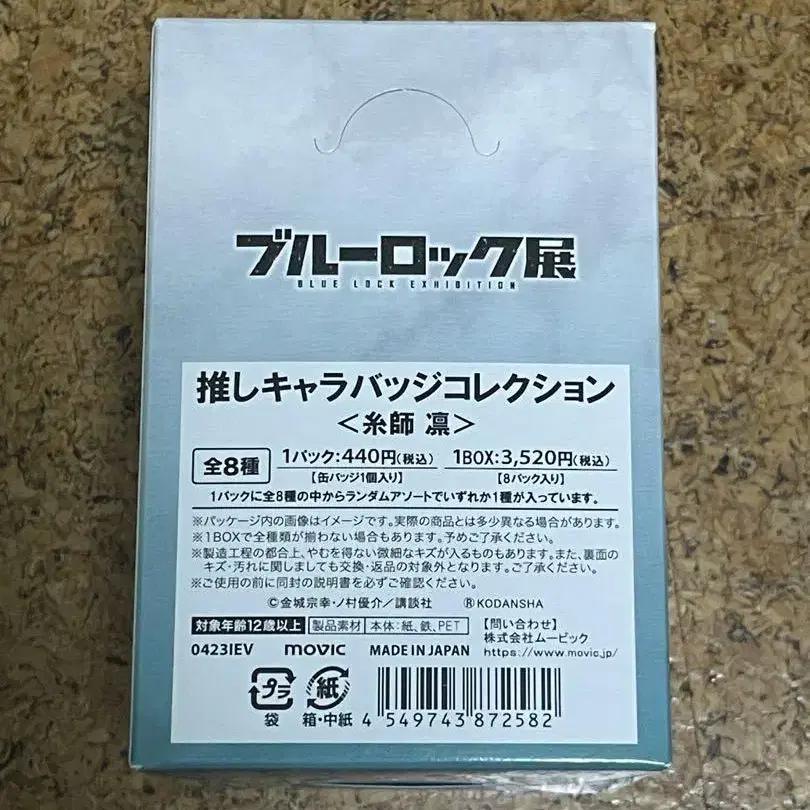 ブルーロック展
BLUE LOCK EXHIBITION
推しキャラバッジコレクション
＜糸師 凛＞
全8種
1パック:440円(税込)
【缶バッジ1個入り】
1BOX:3,520円(税込)
【8パック入り】
1パックに全8種の中からランダムアソートでいずれか1種が入っています。
※パッケージ内の画像はイメージです。実際の商品とは多少異なる場合があります。
※1BOXで全種類が揃わない場合もあります。予めご了承ください。
※製造工程の都合上、やむを得ない微細なキズが入るものもあります。また、裏面の
キズ・汚れに関しましても交換・返品の対象外となります。ご了承ください。
※ご使用の前に同封の説明書を必ずご確認ください。
©金城宗幸・ノ村優介/講談社
Ⓡ KODANSHA
対象年齢12歳以上
製品素材
本体:紙、鉄、PET
【問い合わせ】
株式会社ムービック
https://www.movic.jp/
0423IEV
movic
MADE IN JAPAN
プラ
袋
紙
箱・中紙
4 549743 872582